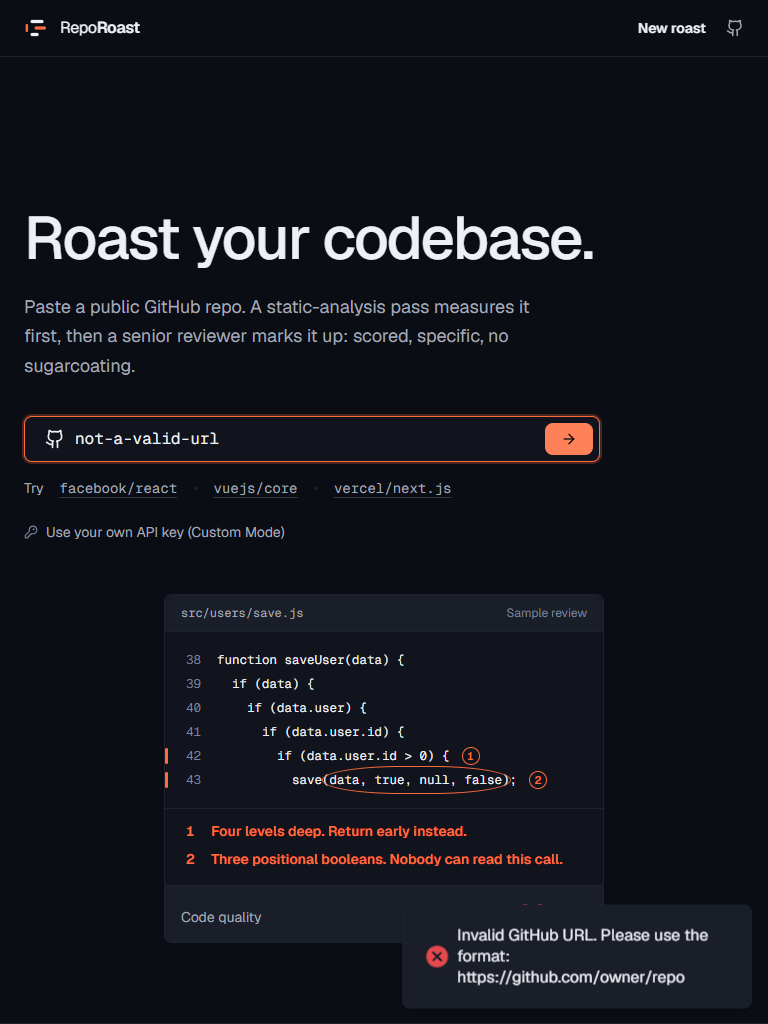 RepoRoast
New roast
Roast your codebase.
Paste a public GitHub repo. A static-analysis pass measures it
first, then a senior reviewer marks it up: scored, specific, no
sugarcoating.
not-a-valid-url
Try facebook/react · vuejs/core · vercel/next.js
Use your own API key (Custom Mode)
src/users/save.js Sample review
38 function saveUser(data) {
39 if (data) {
40 if (data.user) {
41 if (data.user.id) {
42 if (data.user.id > 0) { 1
43 save(data, true, null, false); 2
1 Four levels deep. Return early instead.
2 Three positional booleans. Nobody can read this call.
Code quality
Invalid GitHub URL. Please use the
format:
https://github.com/owner/repo